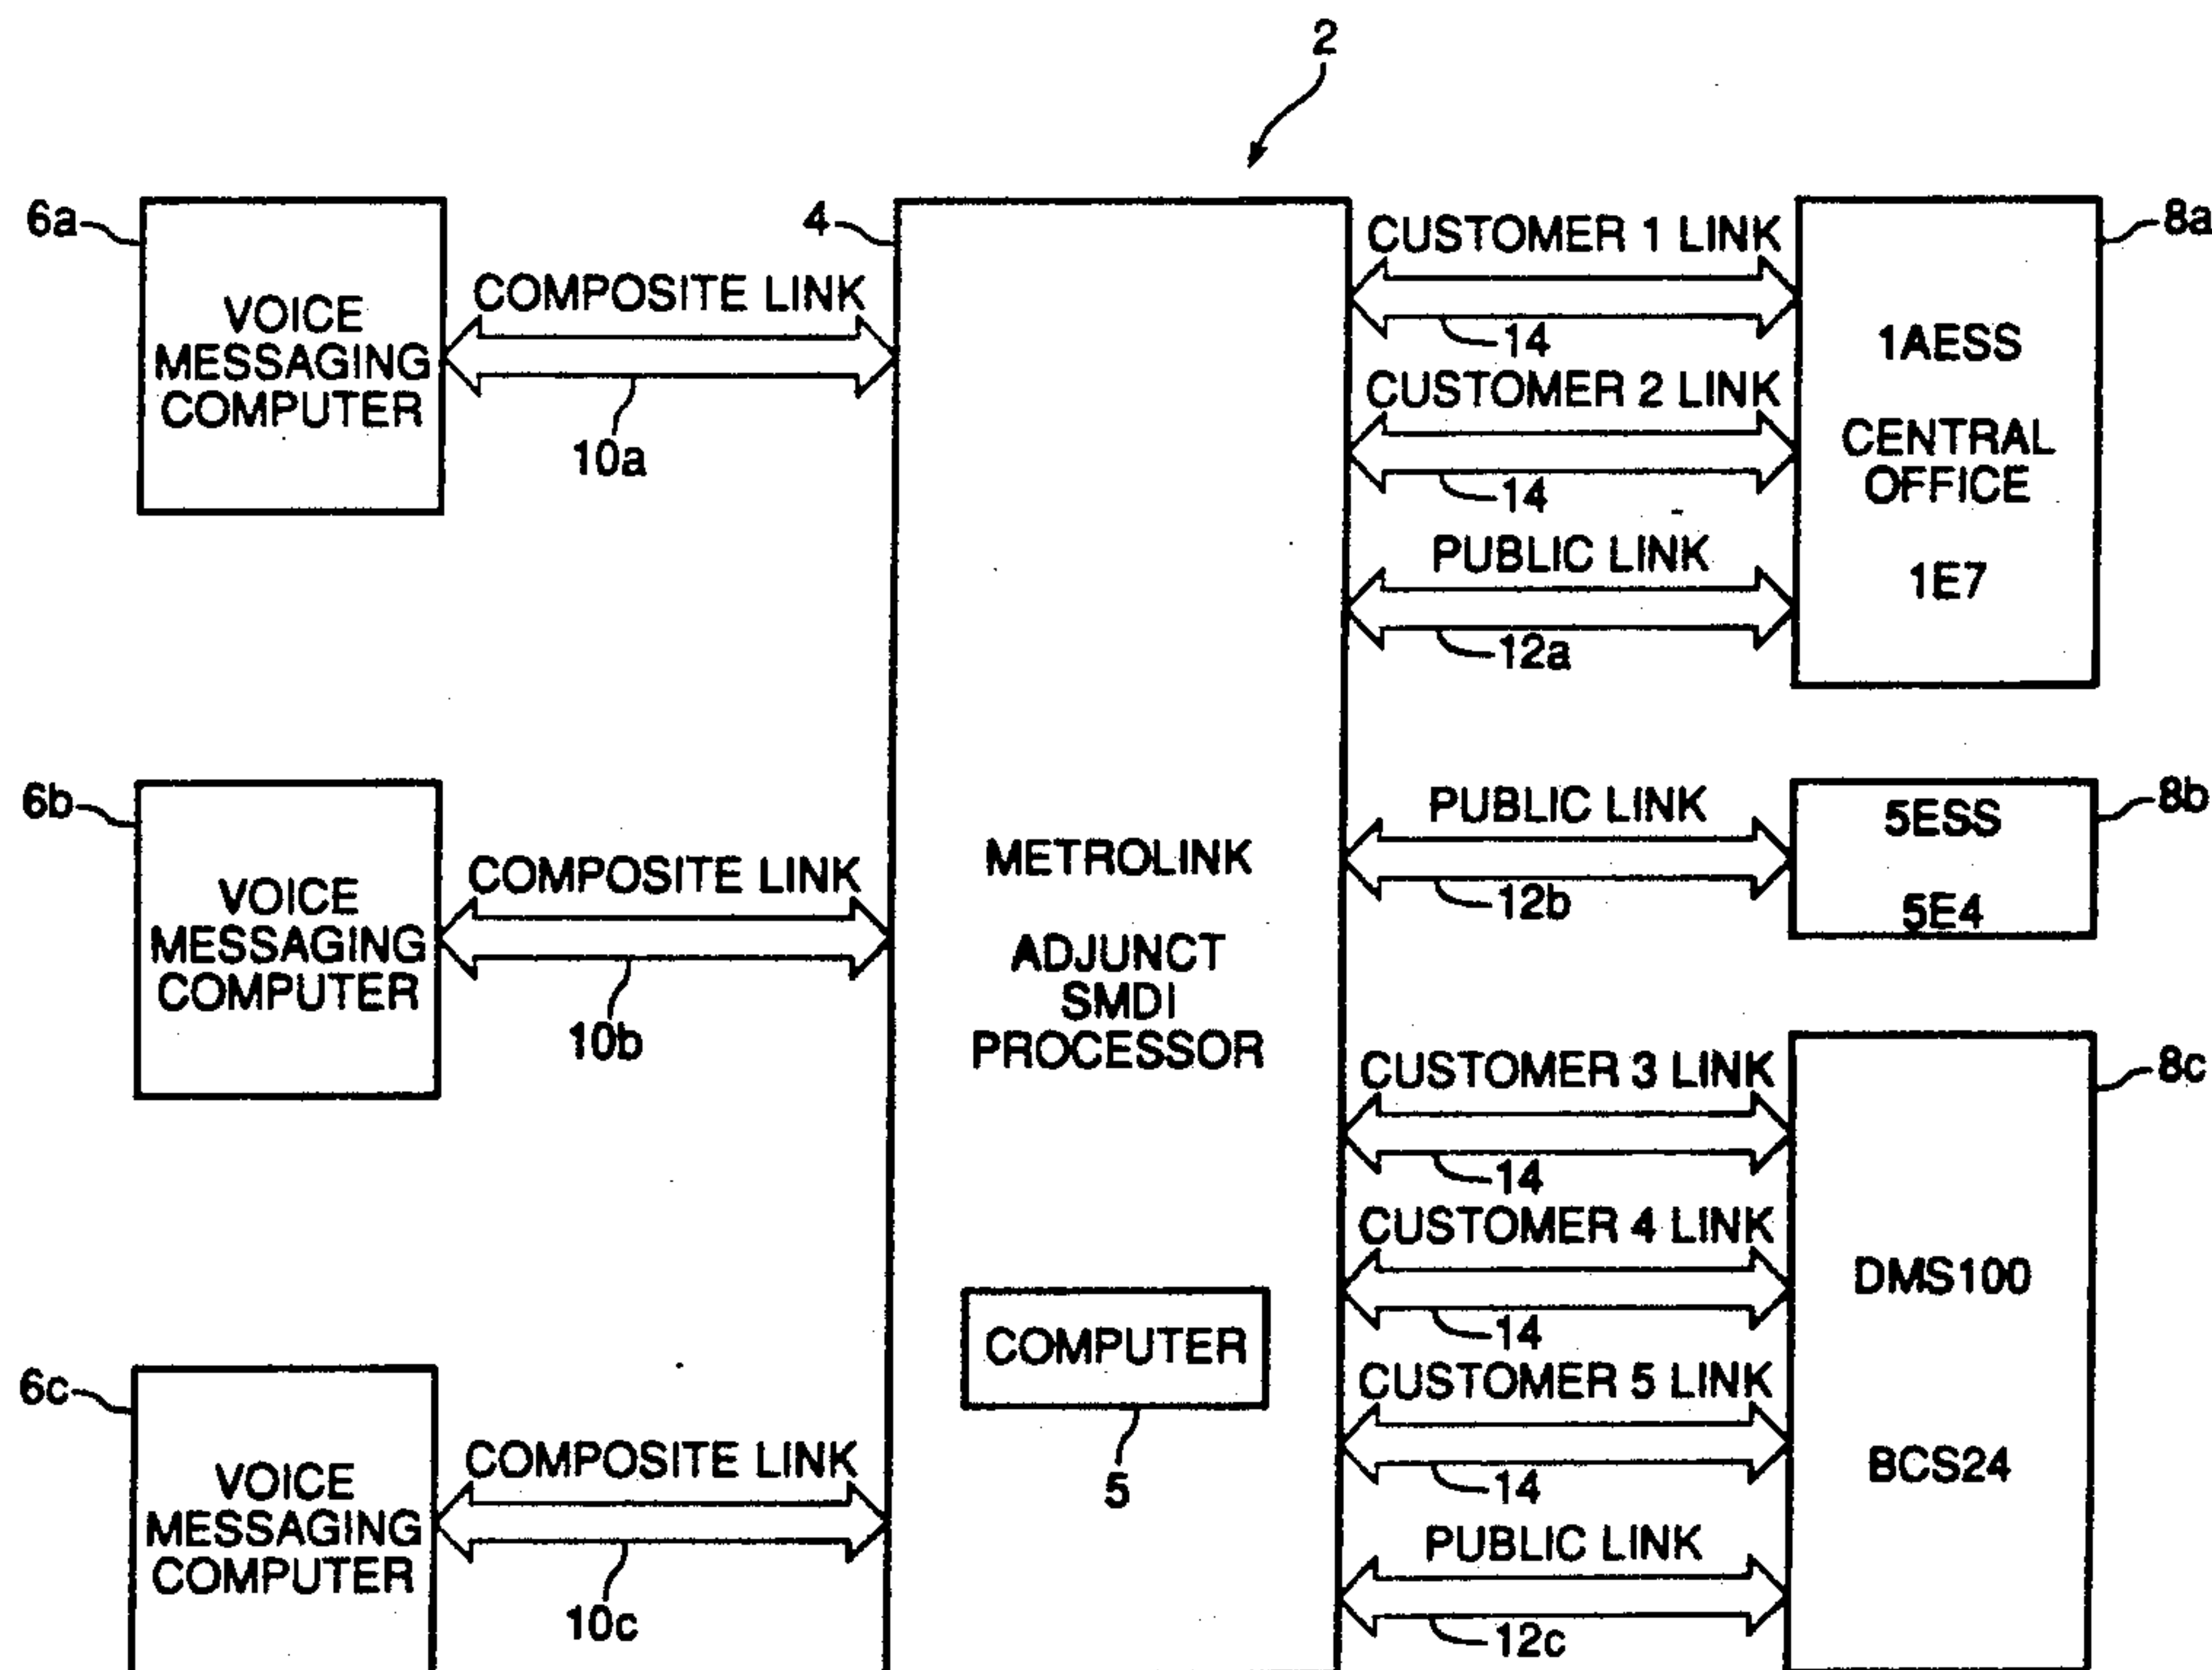 2
6a
VOICE
MESSAGING
COMPUTER
COMPOSITE LINK
10a
6b
VOICE
MESSAGING
COMPUTER
COMPOSITE LINK
10b
6c
VOICE
MESSAGING
COMPUTER
COMPOSITE LINK
10c
4
METROLINK
ADJUNCT
SMDI
PROCESSOR
COMPUTER
5
CUSTOMER 1 LINK
14
CUSTOMER 2 LINK
14
PUBLIC LINK
12a
8a
1AESS
CENTRAL
OFFICE
1E7
PUBLIC LINK
12b
8b
5ESS
5E4
CUSTOMER 3 LINK
14
CUSTOMER 4 LINK
14
CUSTOMER 5 LINK
14
PUBLIC LINK
12c
8c
DMS100
BCS24